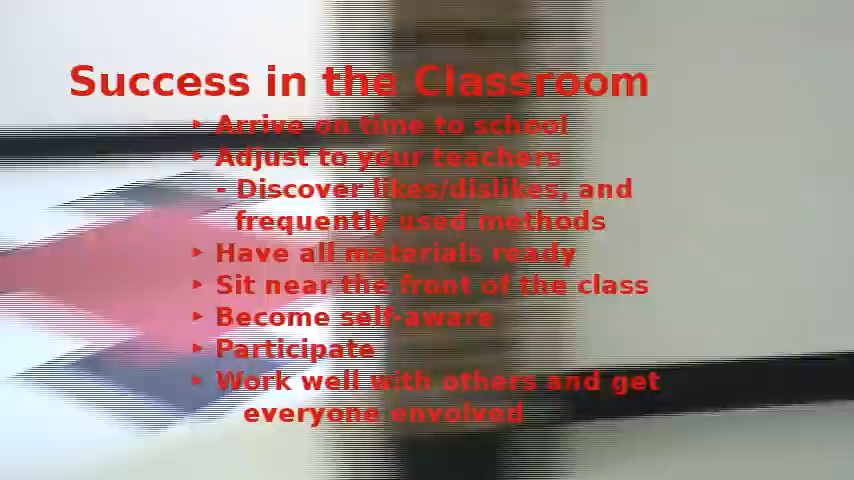 Success in the Classroom
‣ Arrive on time to school
‣ Adjust to your teachers
- Discover likes/dislikes, and
frequently used methods
‣ Have all materials ready
‣ Sit near the front of the class
‣ Become self-aware
‣ Participate
‣ Work well with others and get
everyone envolved